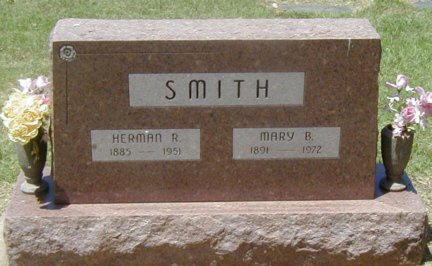 SMITH
HERMAN R.
1885 — 1951
MARY B.
1891 — 1972